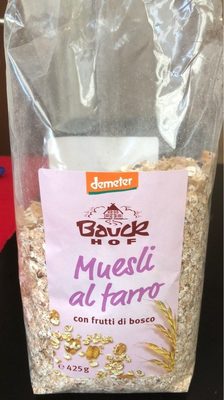 demeter
BAUCK
HOF
Muesli
al farro
con frutti di bosco
e 425g